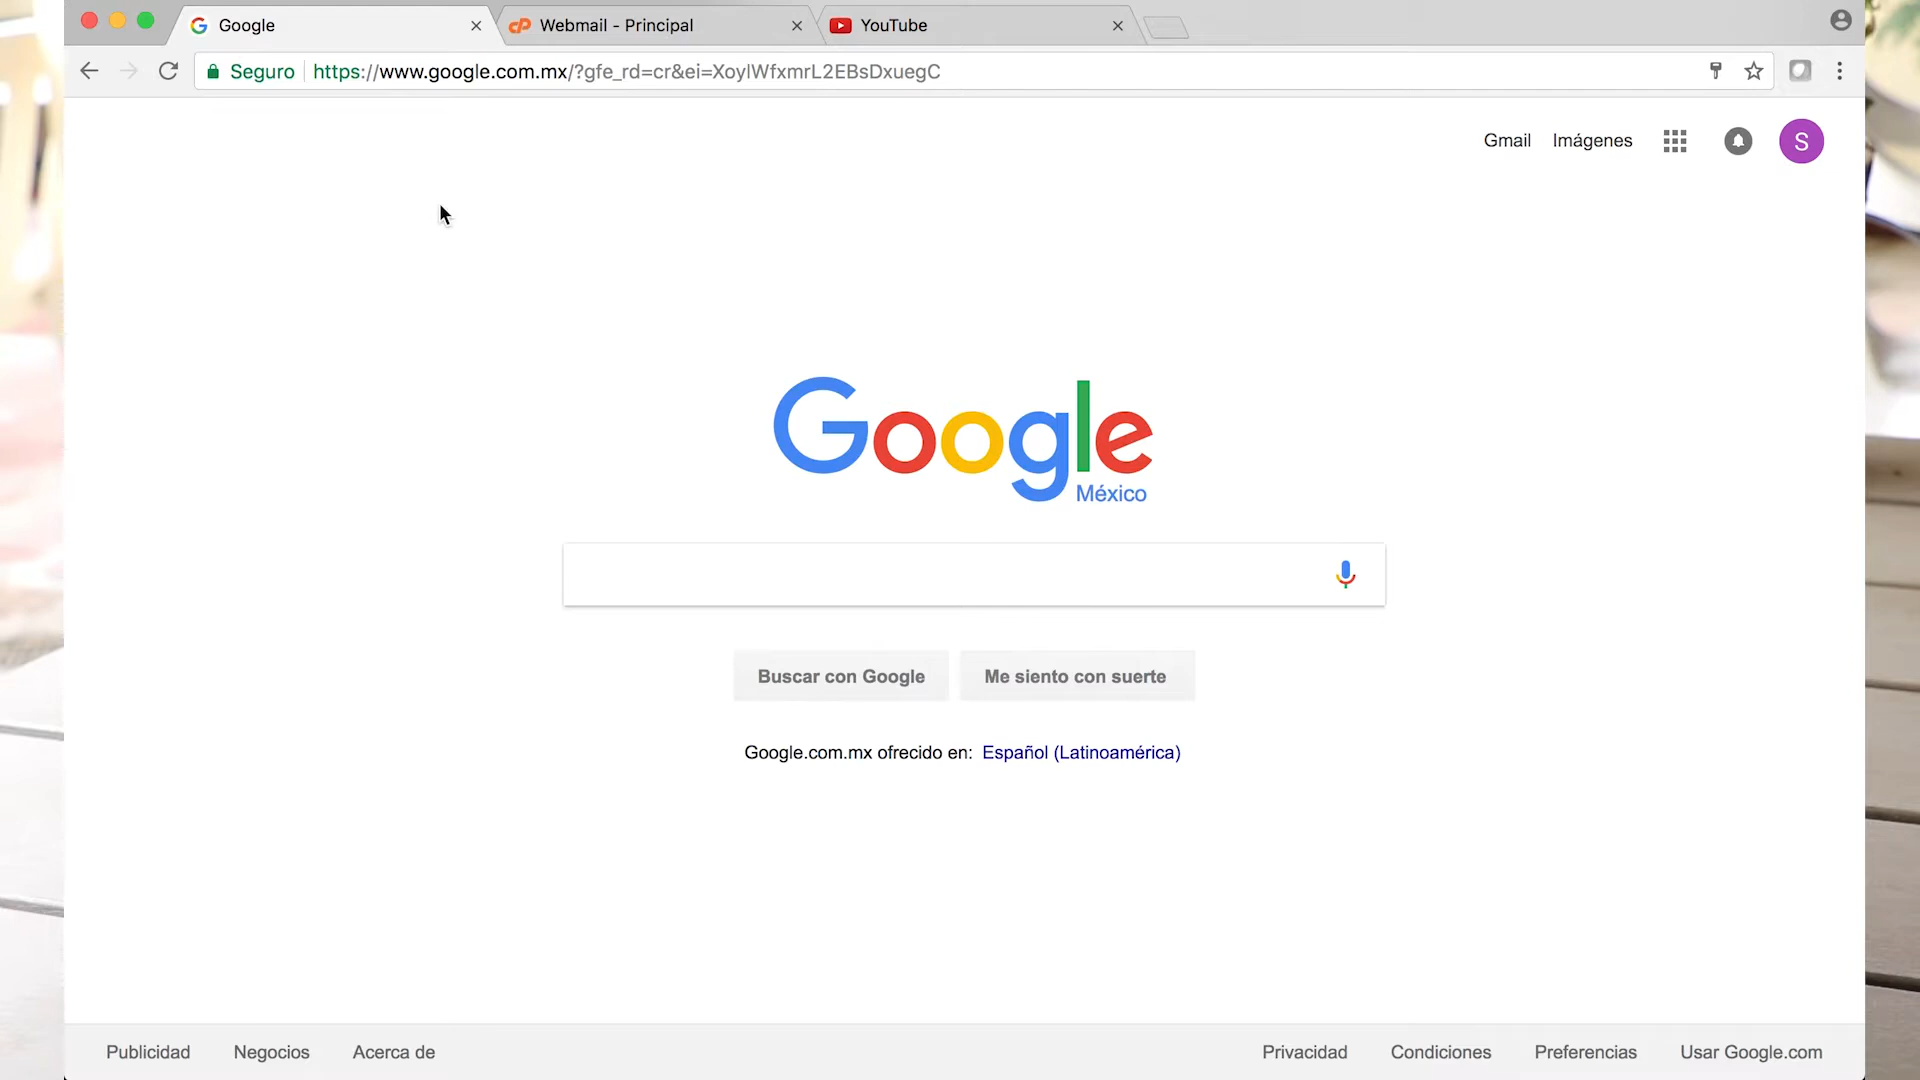 Google
Webmail - Principal
YouTube
Seguro
https://www.google.com.mx/?gfe_rd=cr&ei=XoylWfxmrL2EBsDxuegC
Gmail
Imágenes
S
Google
México
Buscar con Google
Me siento con suerte
Google.com.mx ofrecido en: Español (Latinoamérica)
Publicidad
Negocios
Acerca de
Privacidad
Condiciones
Preferencias
Usar Google.com